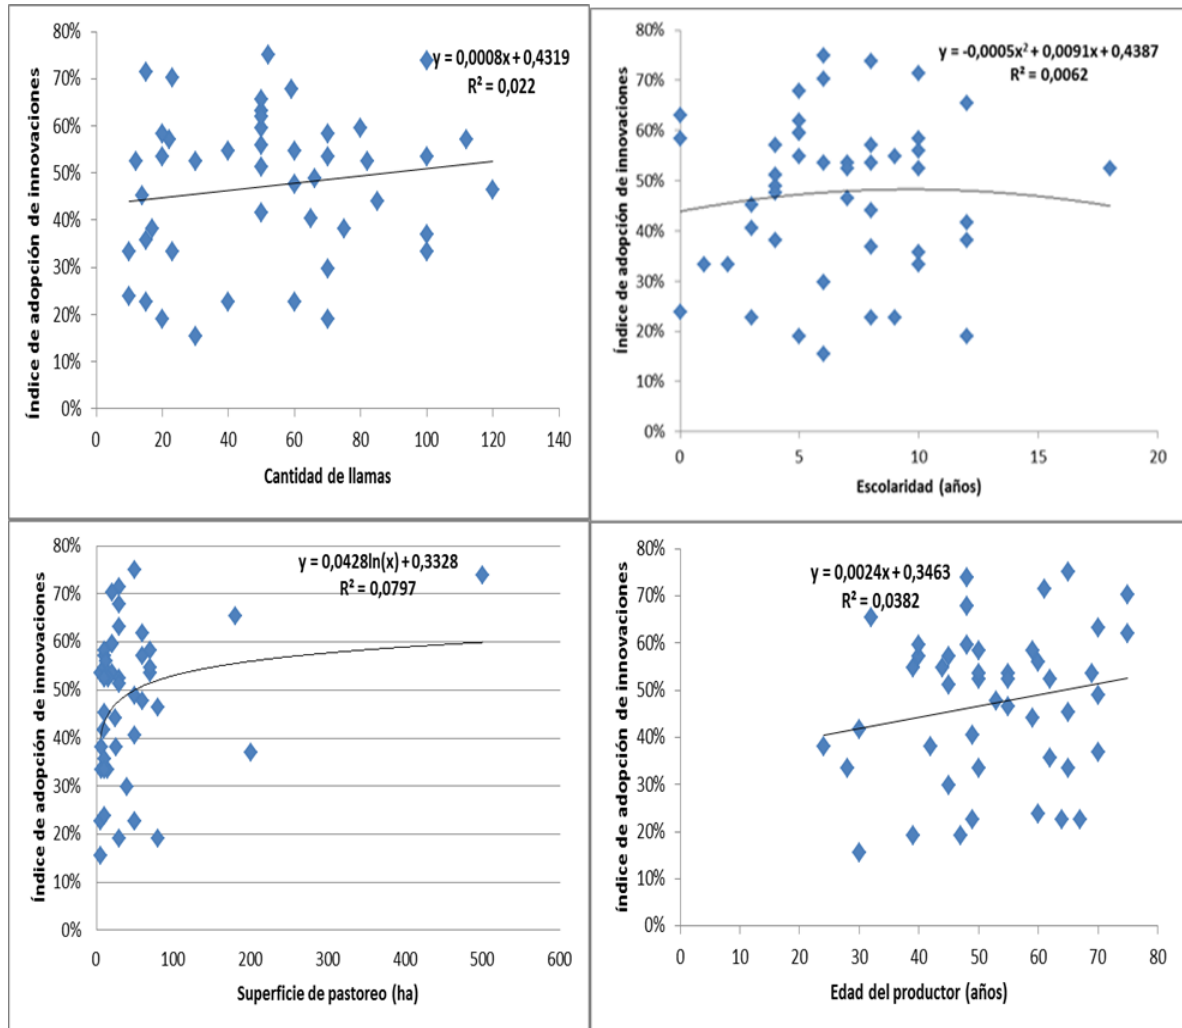 Índice de adopción de innovaciones
80%
70%
60%
50%
40%
30%
20%
10%
0%
y = 0,0008x + 0,4319
R² = 0,022
0 20 40 60 80 100 120 140
Cantidad de llamas
Índice de adopción de innovaciones
80%
70%
60%
50%
40%
30%
20%
10%
0%
y = -0,0005x² + 0,0091x + 0,4387
R² = 0,0062
0 5 10 15 20
Escolaridad (años)
Índice de adopción de innovaciones
80%
70%
60%
50%
40%
30%
20%
10%
0%
y = 0,0428ln(x) + 0,3328
R² = 0,0797
0 100 200 300 400 500 600
Superficie de pastoreo (ha)
índice de adopción de innovaciones
80%
70%
60%
50%
40%
30%
20%
10%
0%
y = 0,0024x + 0,3463
R² = 0,0382
0 10 20 30 40 50 60 70 80
Edad del productor (años)